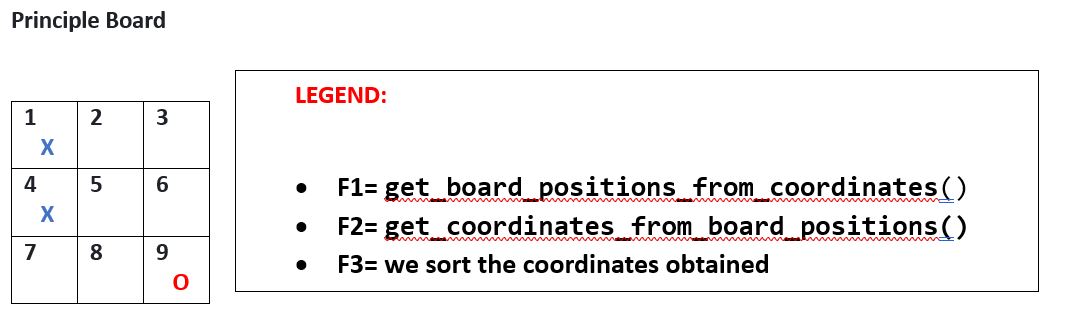 Principle Board
1 2 3
X
4 5 6
X
7 8 9
O
LEGEND:
• F1= get_board_positions_from_coordinates()
• F2= get_coordinates_from_board_positions()
• F3= we sort the coordinates obtained